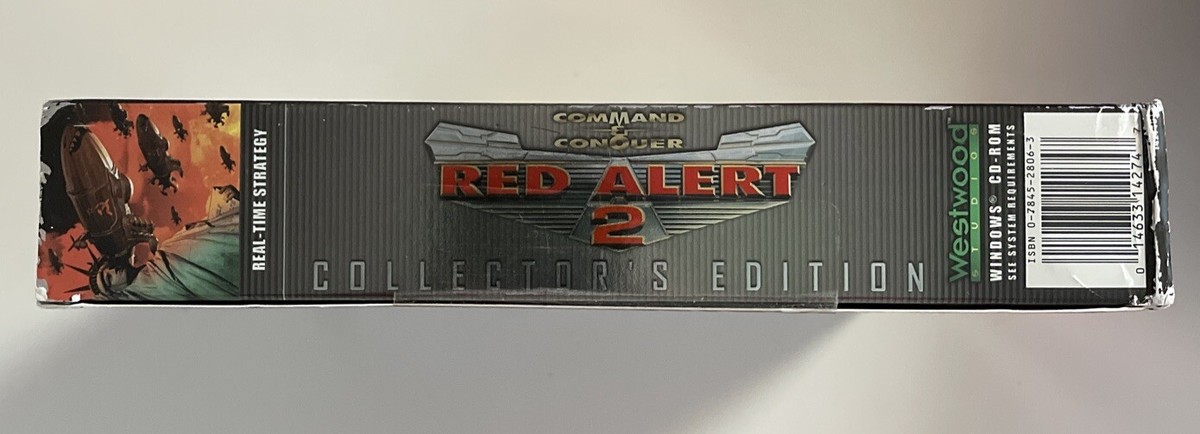 REAL-TIME STRATEGY
COMMAND
&
CONQUER
RED ALERT
2
COLLECTOR'S EDITION
Westwood
STUDIOS
WINDOWS® CD-ROM
SEE SYSTEM REQUIREMENTS
ISBN 0-7845-2806-3
0 14633 14274 7